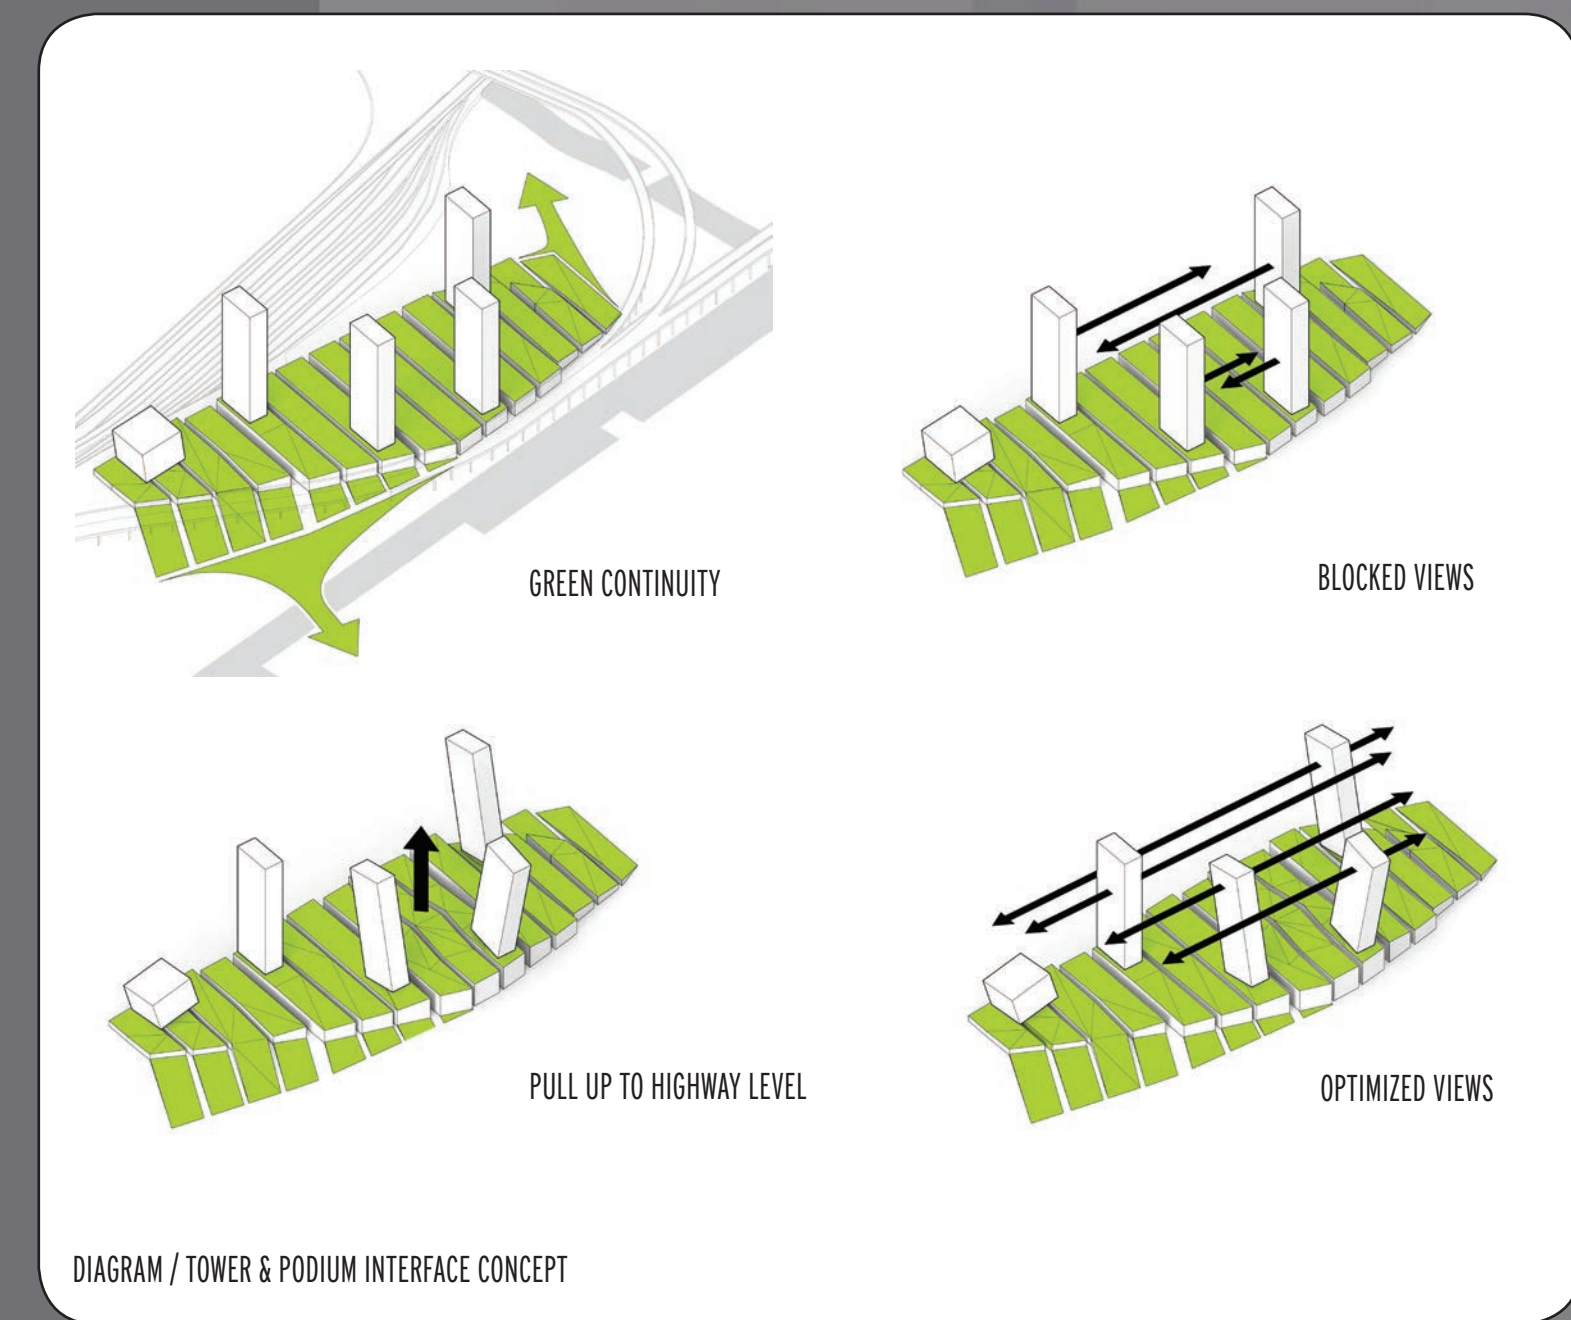 GREEN CONTINUITY
BLOCKED VIEWS
PULL UP TO HIGHWAY LEVEL
OPTIMIZED VIEWS
DIAGRAM / TOWER & PODIUM INTERFACE CONCEPT